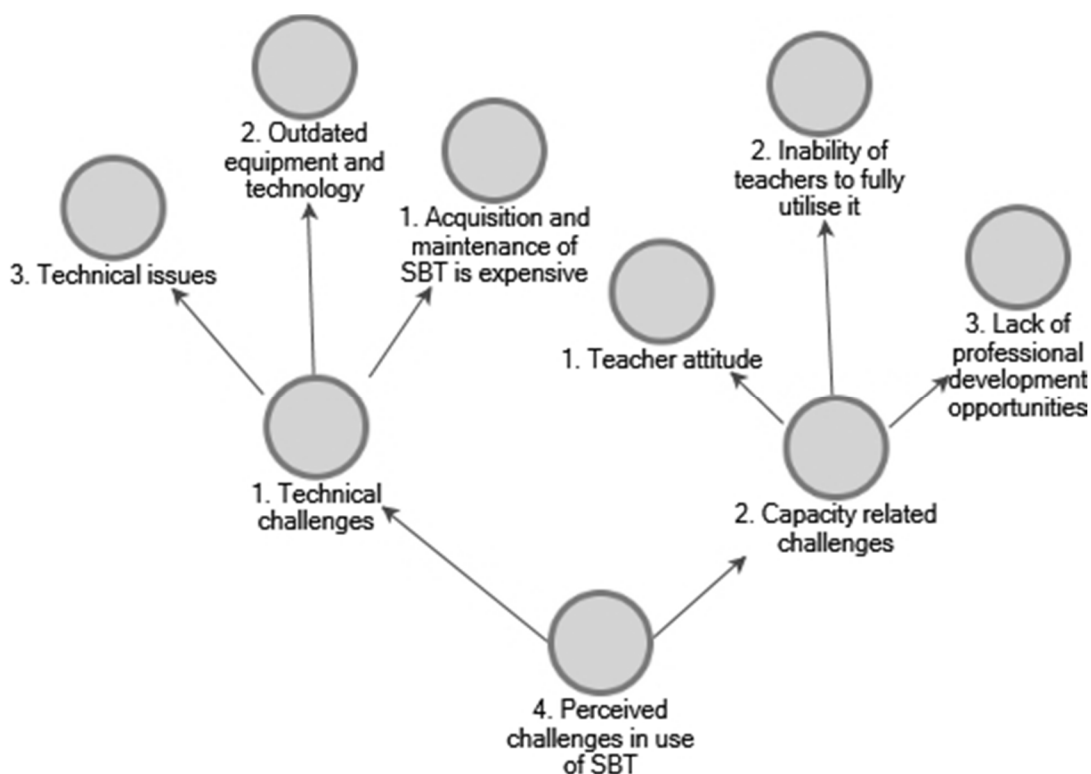 2. Outdated
equipment and
technology
2. Inability of
teachers to fully
utilise it
1. Acquisition and
maintenance of
SBT is expensive
3. Technical issues
1. Teacher attitude
3. Lack of
professional
development
opportunities
1. Technical
challenges
2. Capacity related
challenges
4. Perceived
challenges in use
of SBT